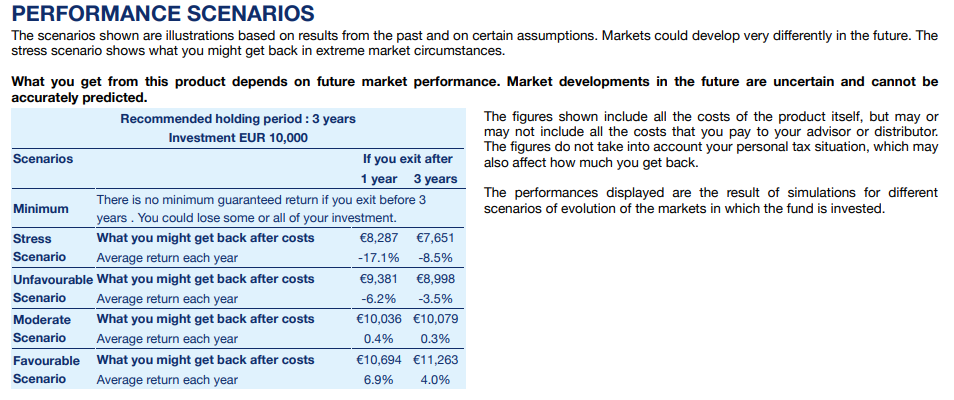 PERFORMANCE SCENARIOS
The scenarios shown are illustrations based on results from the past and on certain assumptions. Markets could develop very differently in the future. The
stress scenario shows what you might get back in extreme market circumstances.
What you get from this product depends on future market performance. Market developments in the future are uncertain and cannot be
accurately predicted.
Recommended holding period : 3 years
Investment EUR 10,000
Scenarios If you exit after
1 year 3 years
Minimum There is no minimum guaranteed return if you exit before 3
years . You could lose some or all of your investment.
Stress What you might get back after costs €8,287 €7,651
Scenario Average return each year -17.1% -8.5%
Unfavourable What you might get back after costs €9,381 €8,998
Scenario Average return each year -6.2% -3.5%
Moderate What you might get back after costs €10,036 €10,079
Scenario Average return each year 0.4% 0.3%
Favourable What you might get back after costs €10,694 €11,263
Scenario Average return each year 6.9% 4.0%
The figures shown include all the costs of the product itself, but may or
may not include all the costs that you pay to your advisor or distributor.
The figures do not take into account your personal tax situation, which may
also affect how much you get back.
The performances displayed are the result of simulations for different
scenarios of evolution of the markets in which the fund is invested.